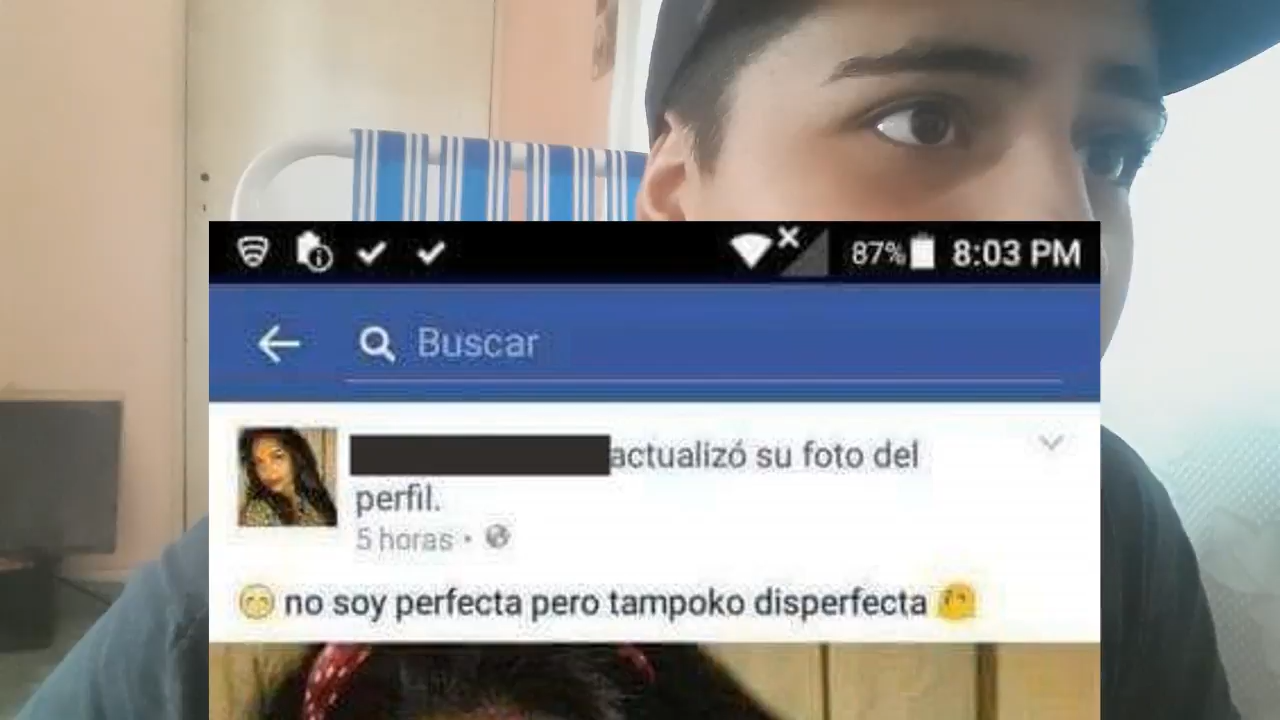 87% 8:03 PM
Buscar
actualizó su foto del
perfil.
5 horas
no soy perfecta pero tampoko disperfecta